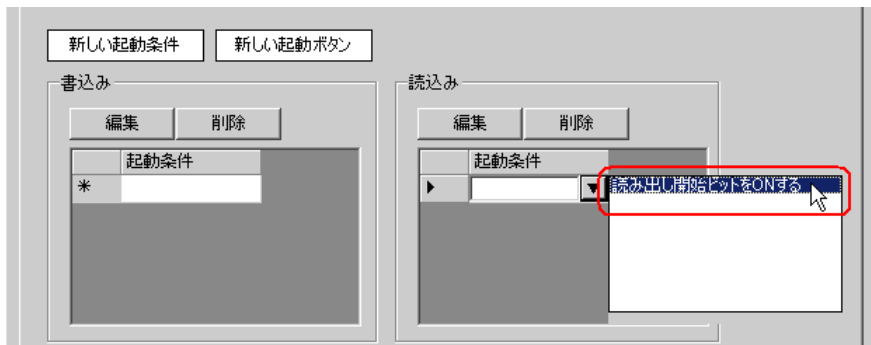 新しい起動条件
新しい起動ボタン
書込み
編集
削除
起動条件
*
読込み
編集
削除
起動条件
読み出し開始ビットをONする